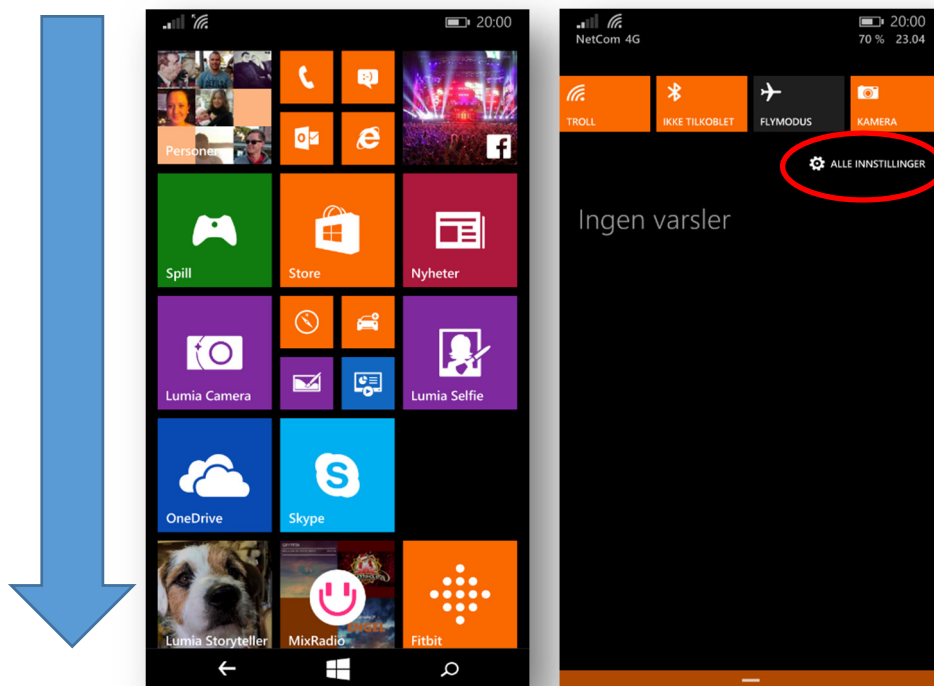 20:00
Personer
Spill
Store
Nyheter
Lumia Camera
Lumia Selfie
OneDrive
Skype
Lumia Storyteller
MixRadio
Fitbit
20:00
NetCom 4G
70 % 23.04
TROLL
IKKE TILKOBLET
FLYMODUS
KAMERA
ALLE INNSTILLINGER
Ingen varsler